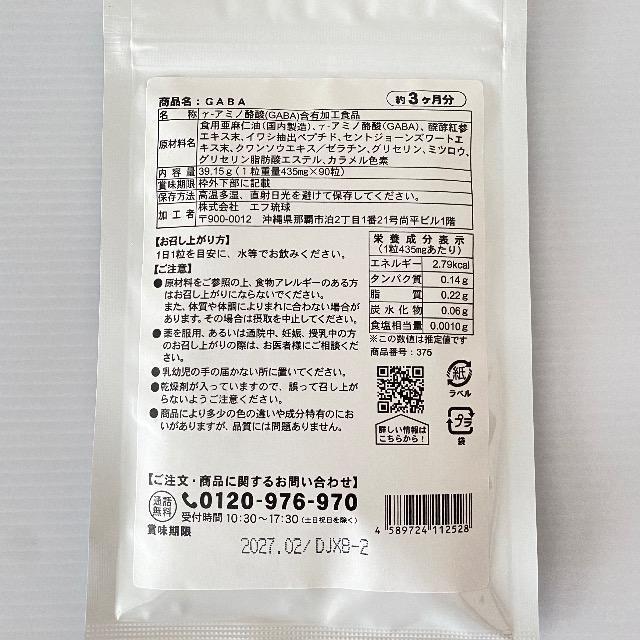 商品名：GABA
約3ヶ月分
名　称 γ-アミノ酪酸(GABA)含有加工食品
原材料名 食用亜麻仁油(国内製造)、γ-アミノ酪酸(GABA)、醗酵紅参
エキス末、イワシ抽出ペプチド、セントジョーンズワートエ
キス末、クワンソウエキス／ゼラチン、グリセリン、ミツロウ、
グリセリン脂肪酸エステル、カラメル色素
内 容 量 39.15g（1粒重量435mg×90粒）
賞味期限 枠外下部に記載
保存方法 高温多湿、直射日光を避けて保存してください。
加 工 者 株式会社　エフ琉球
〒900-0012　沖縄県那覇市泊2丁目1番21号尚平ビル1階
【お召し上がり方】
1日1粒を目安に、水等でお飲みください。
【ご注意】
●原材料をご参照の上、食物アレルギーのある方
はお召し上がりにならないでください。
また、体質や体調によりまれに合わない場合が
あります。その場合は摂取を中止してください。
●薬を服用、あるいは通院中、妊娠、授乳中の方
のお召し上がりの際は、お医者様にご相談くだ
さい。
●乳幼児の手の届かない所に置いてください。
●乾燥剤が入っていますので、誤って召し上が
らないようご注意ください。
●商品により多少の色の違いや成分特有のにお
いがありますが、品質には問題ありません。
栄養成分表示
(1粒435mgあたり)
エネルギー 2.79kcal
タンパク質 0.14g
脂　質 0.22g
炭水化物 0.06g
食塩相当量 0.0010g
※この数値は推定値です
商品番号：375
紙
ラベル
プラ
袋
詳しい情報は
こちらから！
【ご注文・商品に関するお問い合わせ】
通話無料 0120-976-970
受付時間 10:30～17:30（土日祝日を除く）
賞味期限
2027.02/DJX8-2
4 589724 112528